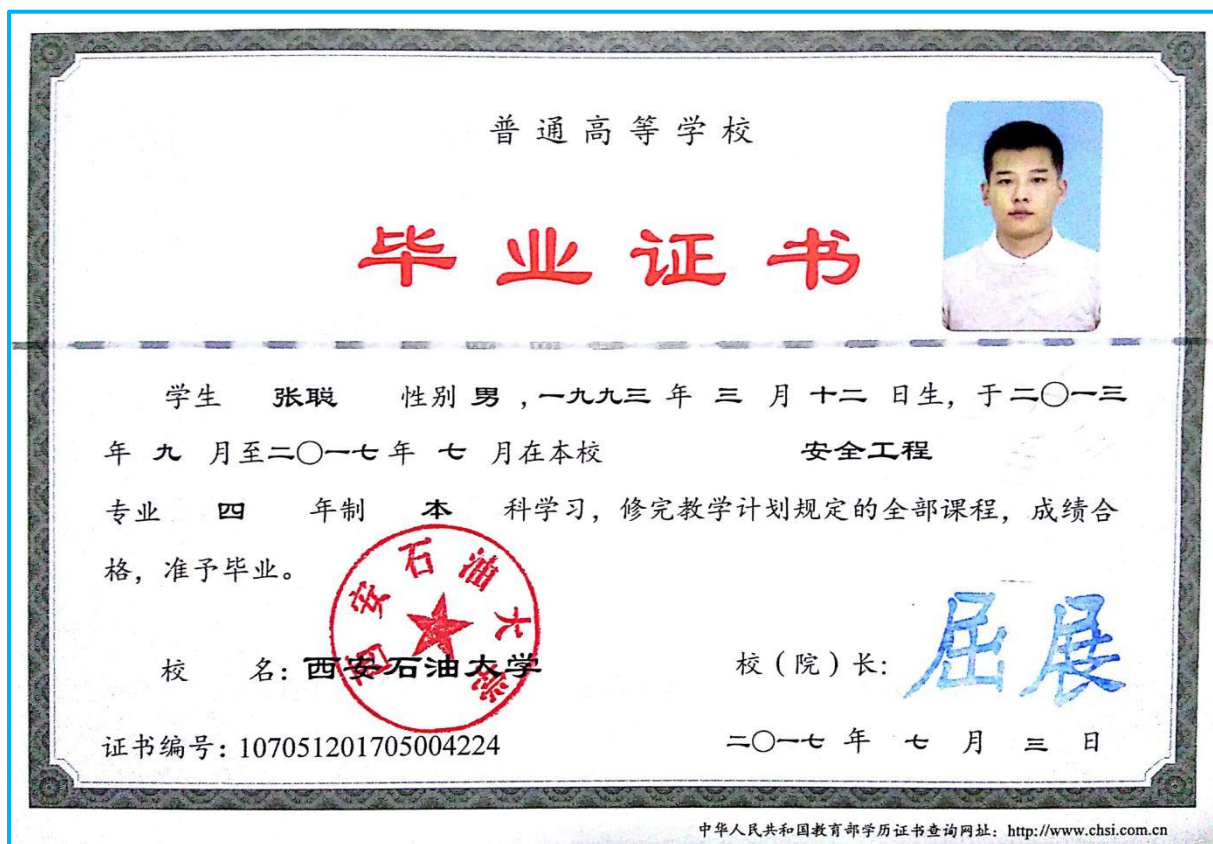 普通高等学校
毕业证书
学生 张聪 性别 男 ,一九九三 年 三 月 十二 日生, 于二〇一三
年 九 月至二〇一七年 七 月在本校 安全工程
专业 四 年制 本 科学习, 修完教学计划规定的全部课程, 成绩合
格, 准予毕业。
西安石油大学
校 名: 西安石油大学
校(院)长: 屈展
证书编号: 107051201705004224
二〇一七 年 七 月 三 日
中华人民共和国教育部学历证书查询网址: http://www.chsi.com.cn